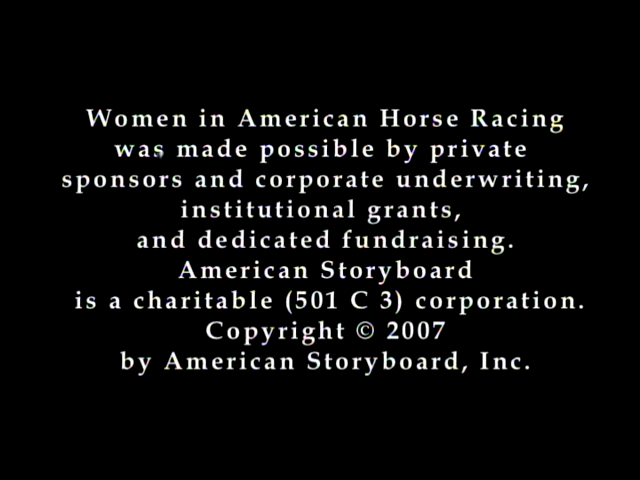 Women in American Horse Racing
was made possible by private
sponsors and corporate underwriting,
institutional grants,
and dedicated fundraising.
American Storyboard
is a charitable (501 C 3) corporation.
Copyright © 2007
by American Storyboard, Inc.